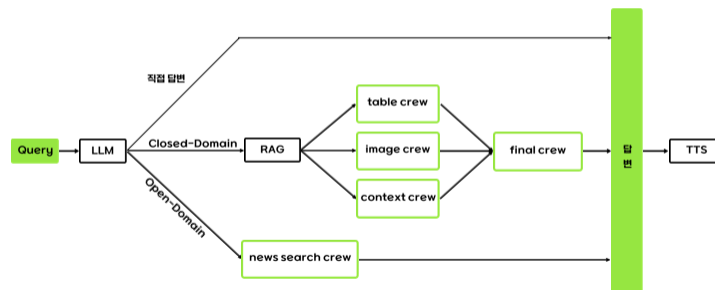 직접 답변
table crew
Query
LLM
Closed-Domain
RAG
image crew
final crew
답
변
TTS
context crew
Open-Domain
news search crew